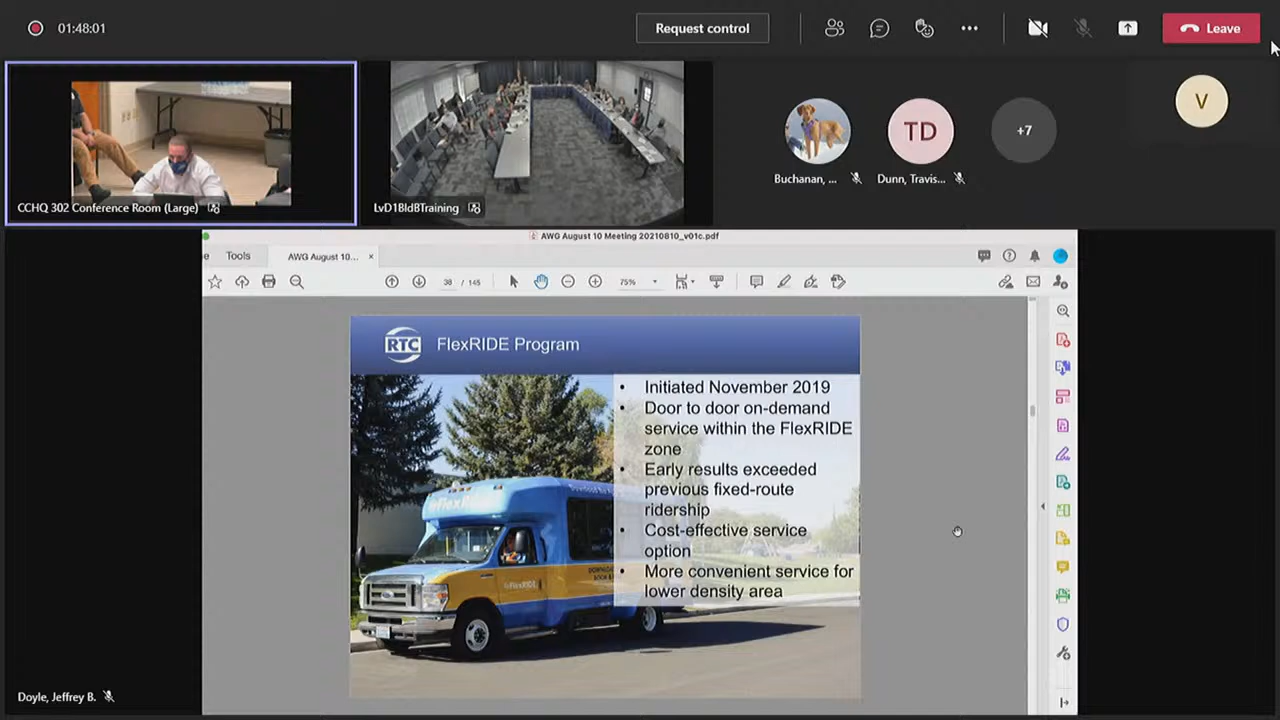 01:48:01
Request control
Leave
CCHQ 302 Conference Room (Large)
LvD1BldBTraining
Buchanan, ...
TD
Dunn, Travis...
+7
V
AWG August 10 Meeting 20210810_v01c.pdf
e
Tools
AWG August 10...
×
38 / 145
75%
RTC
FlexRIDE Program
• Initiated November 2019
• Door to door on-demand
service within the FlexRIDE
zone
• Early results exceeded
previous fixed-route
ridership
• Cost-effective service
option
• More convenient service for
lower density area
FlexRIDE
Doyle, Jeffrey B.